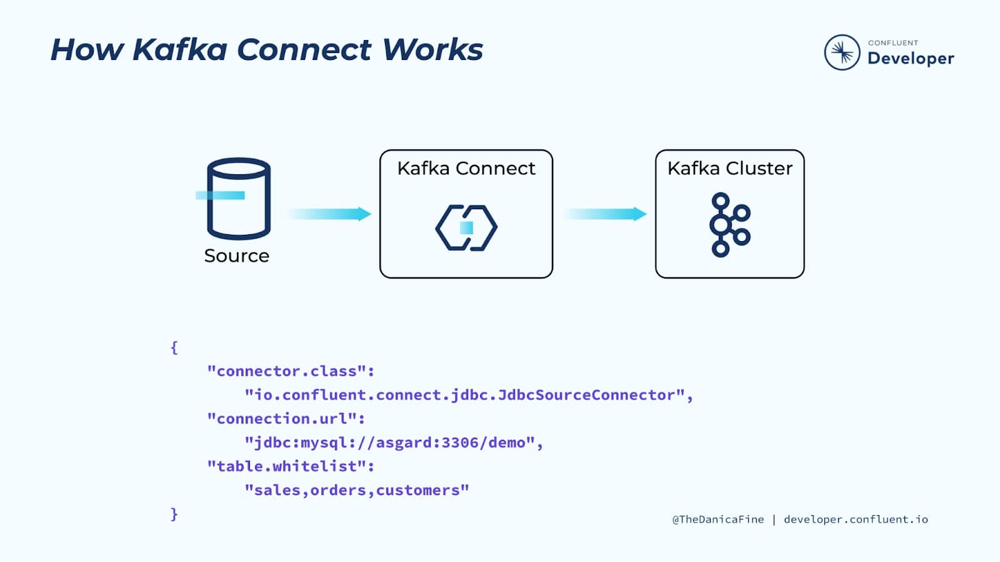 How Kafka Connect Works
CONFLUENT
Developer
Kafka Connect
Kafka Cluster
Source
{
"connector.class":
"io.confluent.connect.jdbc.JdbcSourceConnector",
"connection.url":
"jdbc:mysql://asgard:3306/demo",
"table.whitelist":
"sales,orders,customers"
}
@TheDanicaFine | developer.confluent.io